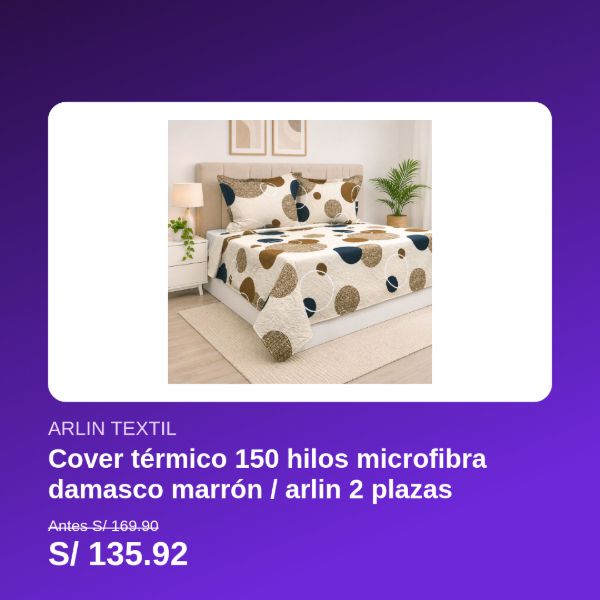 ARLIN TEXTIL
Cover térmico 150 hilos microfibra
damasco marrón / arlin 2 plazas
Antes S/ 169.90
S/ 135.92